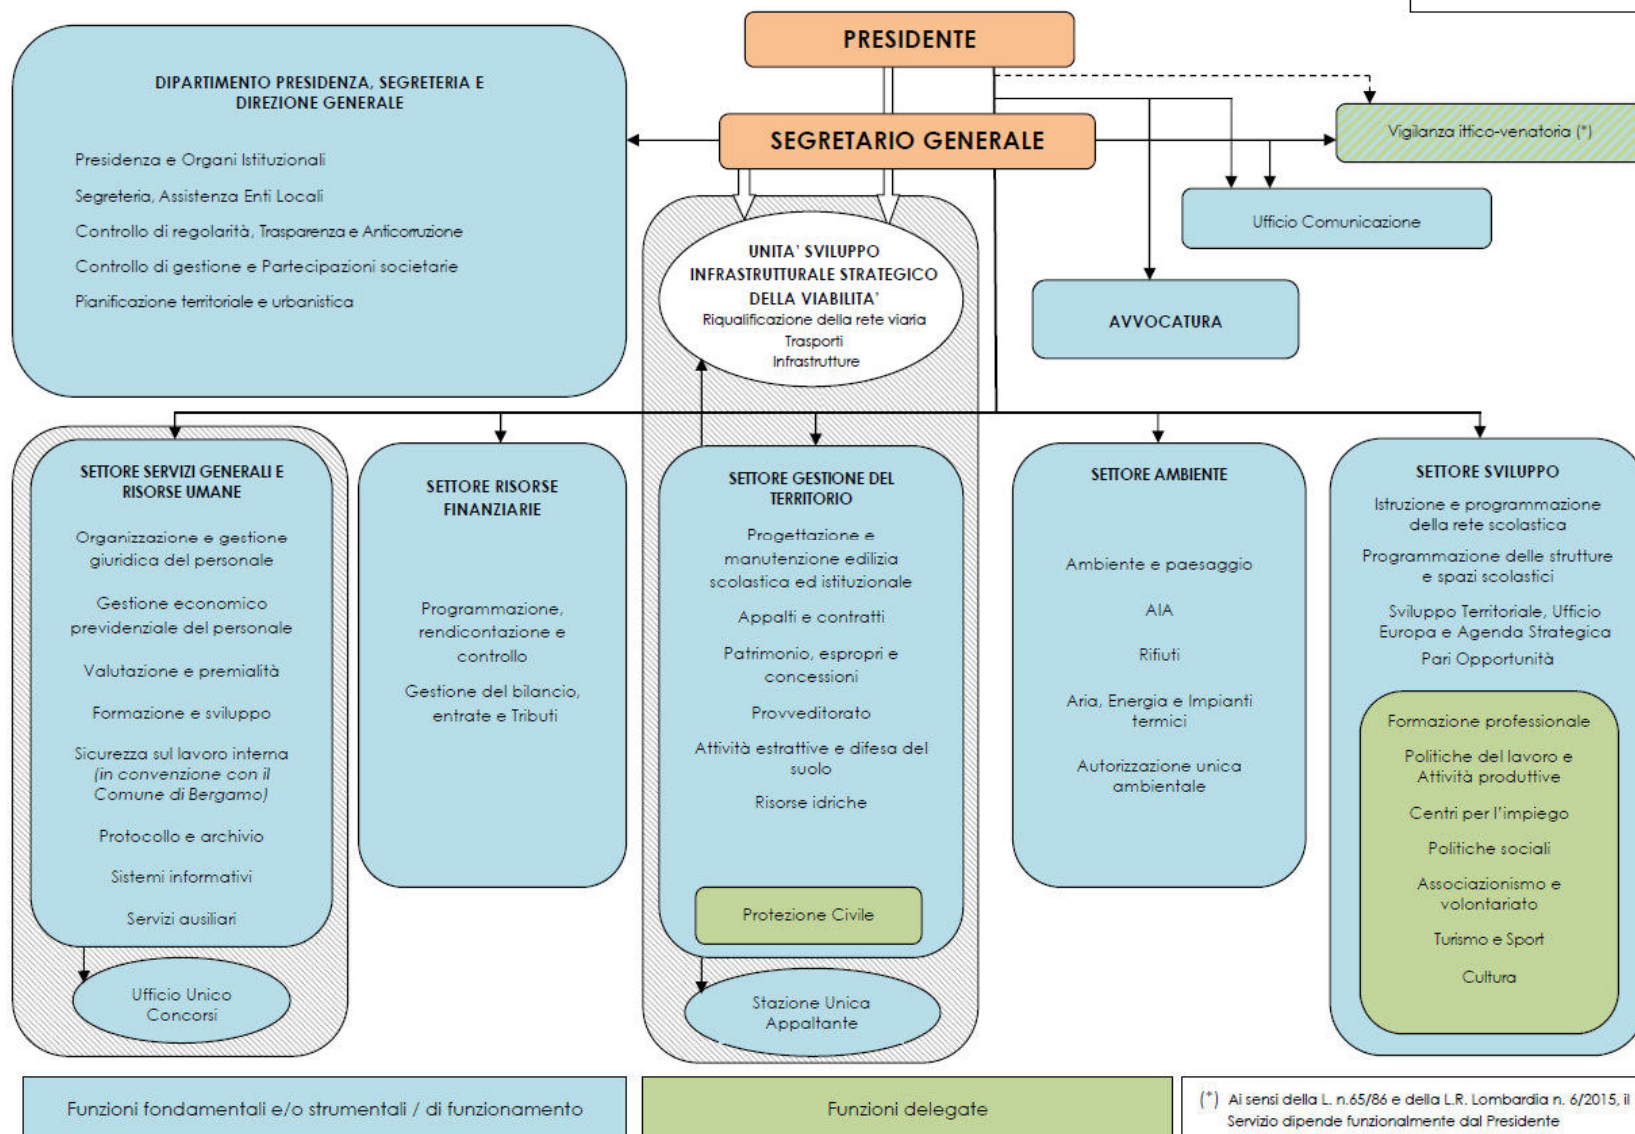 PRESIDENTE
DIPARTIMENTO PRESIDENZA, SEGRETERIA E
DIREZIONE GENERALE
Presidenza e Organi Istituzionali
Segreteria, Assistenza Enti Locali
Controllo di regolarità, Trasparenza e Anticorruzione
Controllo di gestione e Partecipazioni societarie
Pianificazione territoriale e urbanistica
SEGRETARIO GENERALE
Vigilanza ittico-venatoria (*)
Ufficio Comunicazione
AVVOCATURA
UNITA' SVILUPPO
INFRASTRUTTURALE STRATEGICO
DELLA VIABILITA'
Riqualificazione della rete viaria
Trasporti
Infrastrutture
SETTORE SERVIZI GENERALI E
RISORSE UMANE
Organizzazione e gestione
giuridica del personale
Gestione economico
previdenziale del personale
Valutazione e premialità
Formazione e sviluppo
Sicurezza sul lavoro interna
(in convenzione con il
Comune di Bergamo)
Protocollo e archivio
Sistemi informativi
Servizi ausiliari
Ufficio Unico
Concorsi
SETTORE RISORSE
FINANZIARIE
Programmazione,
rendicontazione e
controllo
Gestione del bilancio,
entrate e Tributi
SETTORE GESTIONE DEL
TERRITORIO
Progettazione e
manutenzione edilizia
scolastica ed istituzionale
Appalti e contratti
Patrimonio, espropri e
concessioni
Provveditorato
Attività estrattive e difesa del
suolo
Risorse idriche
Protezione Civile
Stazione Unica
Appaltante
SETTORE AMBIENTE
Ambiente e paesaggio
AIA
Rifiuti
Aria, Energia e Impianti
termici
Autorizzazione unica
ambientale
SETTORE SVILUPPO
Istruzione e programmazione
della rete scolastica
Programmazione delle strutture
e spazi scolastici
Sviluppo Territoriale, Ufficio
Europa e Agenda Strategica
Pari Opportunità
Formazione professionale
Politiche del lavoro e
Attività produttive
Centri per l'impiego
Politiche sociali
Associazionismo e
volontariato
Turismo e Sport
Cultura
Funzioni fondamentali e/o strumentali / di funzionamento
Funzioni delegate
(*) Ai sensi della L. n.65/86 e della L.R. Lombardia n. 6/2015, il
Servizio dipende funzionalmente dal Presidente